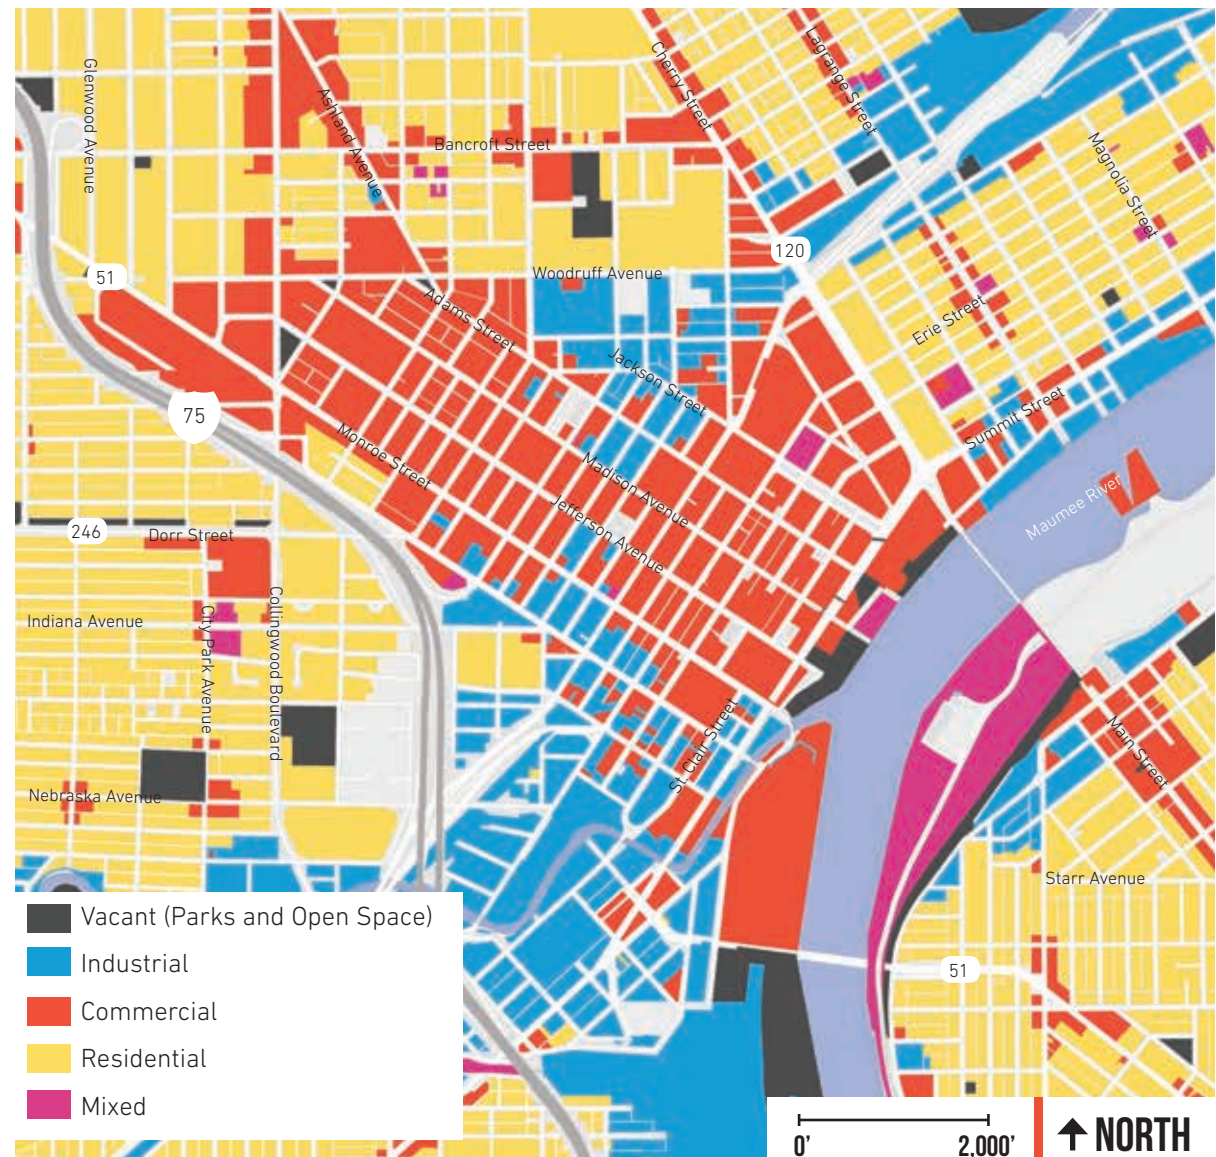 Glenwood Avenue
Ashland Avenue
Cherry Street
Lagrange Street
Bancroft Street
Magnolia Street
120
51
Woodruff Avenue
Adams Street
Erie Street
Jackson Street
75
Summit Street
Monroe Street
Madison Avenue
Jefferson Avenue
Maumee River
246
Dorr Street
Indiana Avenue
City Park Avenue
Collingwood Boulevard
St. Clair Street
Main Street
Nebraska Avenue
Starr Avenue
51
Vacant (Parks and Open Space)
Industrial
Commercial
Residential
Mixed
0' 2,000'
NORTH